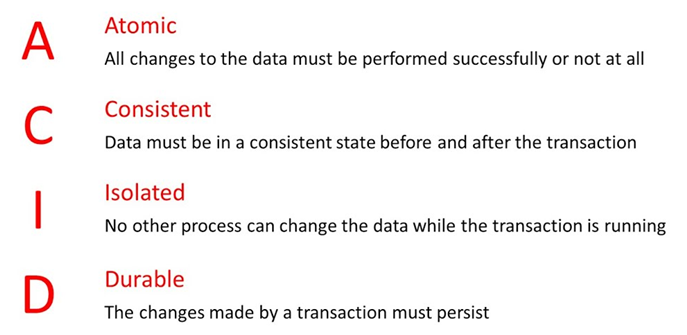 A
Atomic
All changes to the data must be performed successfully or not at all
C
Consistent
Data must be in a consistent state before and after the transaction
I
Isolated
No other process can change the data while the transaction is running
D
Durable
The changes made by a transaction must persist